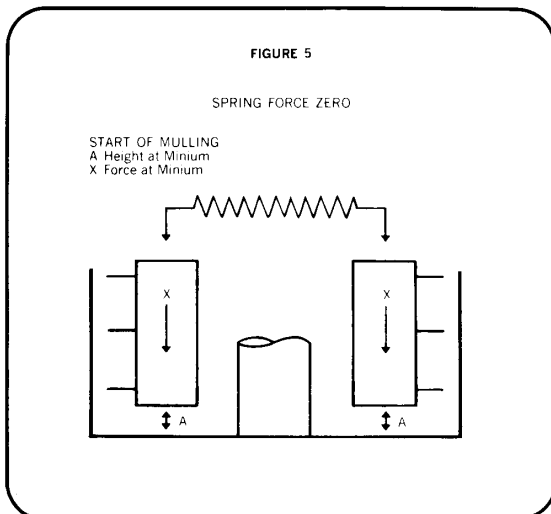 FIGURE 5
SPRING FORCE ZERO
START OF MULLING
A Height at Minium
X Force at Minium
X X
A A